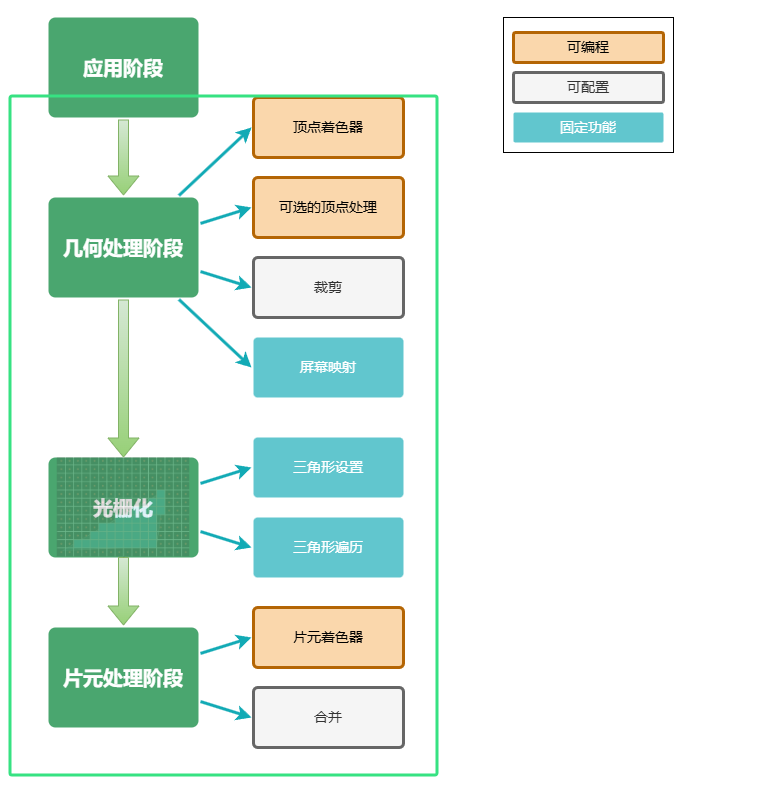 应用阶段
可编程
可配置
固定功能
顶点着色器
可选的顶点处理
几何处理阶段
裁剪
屏幕映射
三角形设置
光栅化
三角形遍历
片元着色器
片元处理阶段
合并